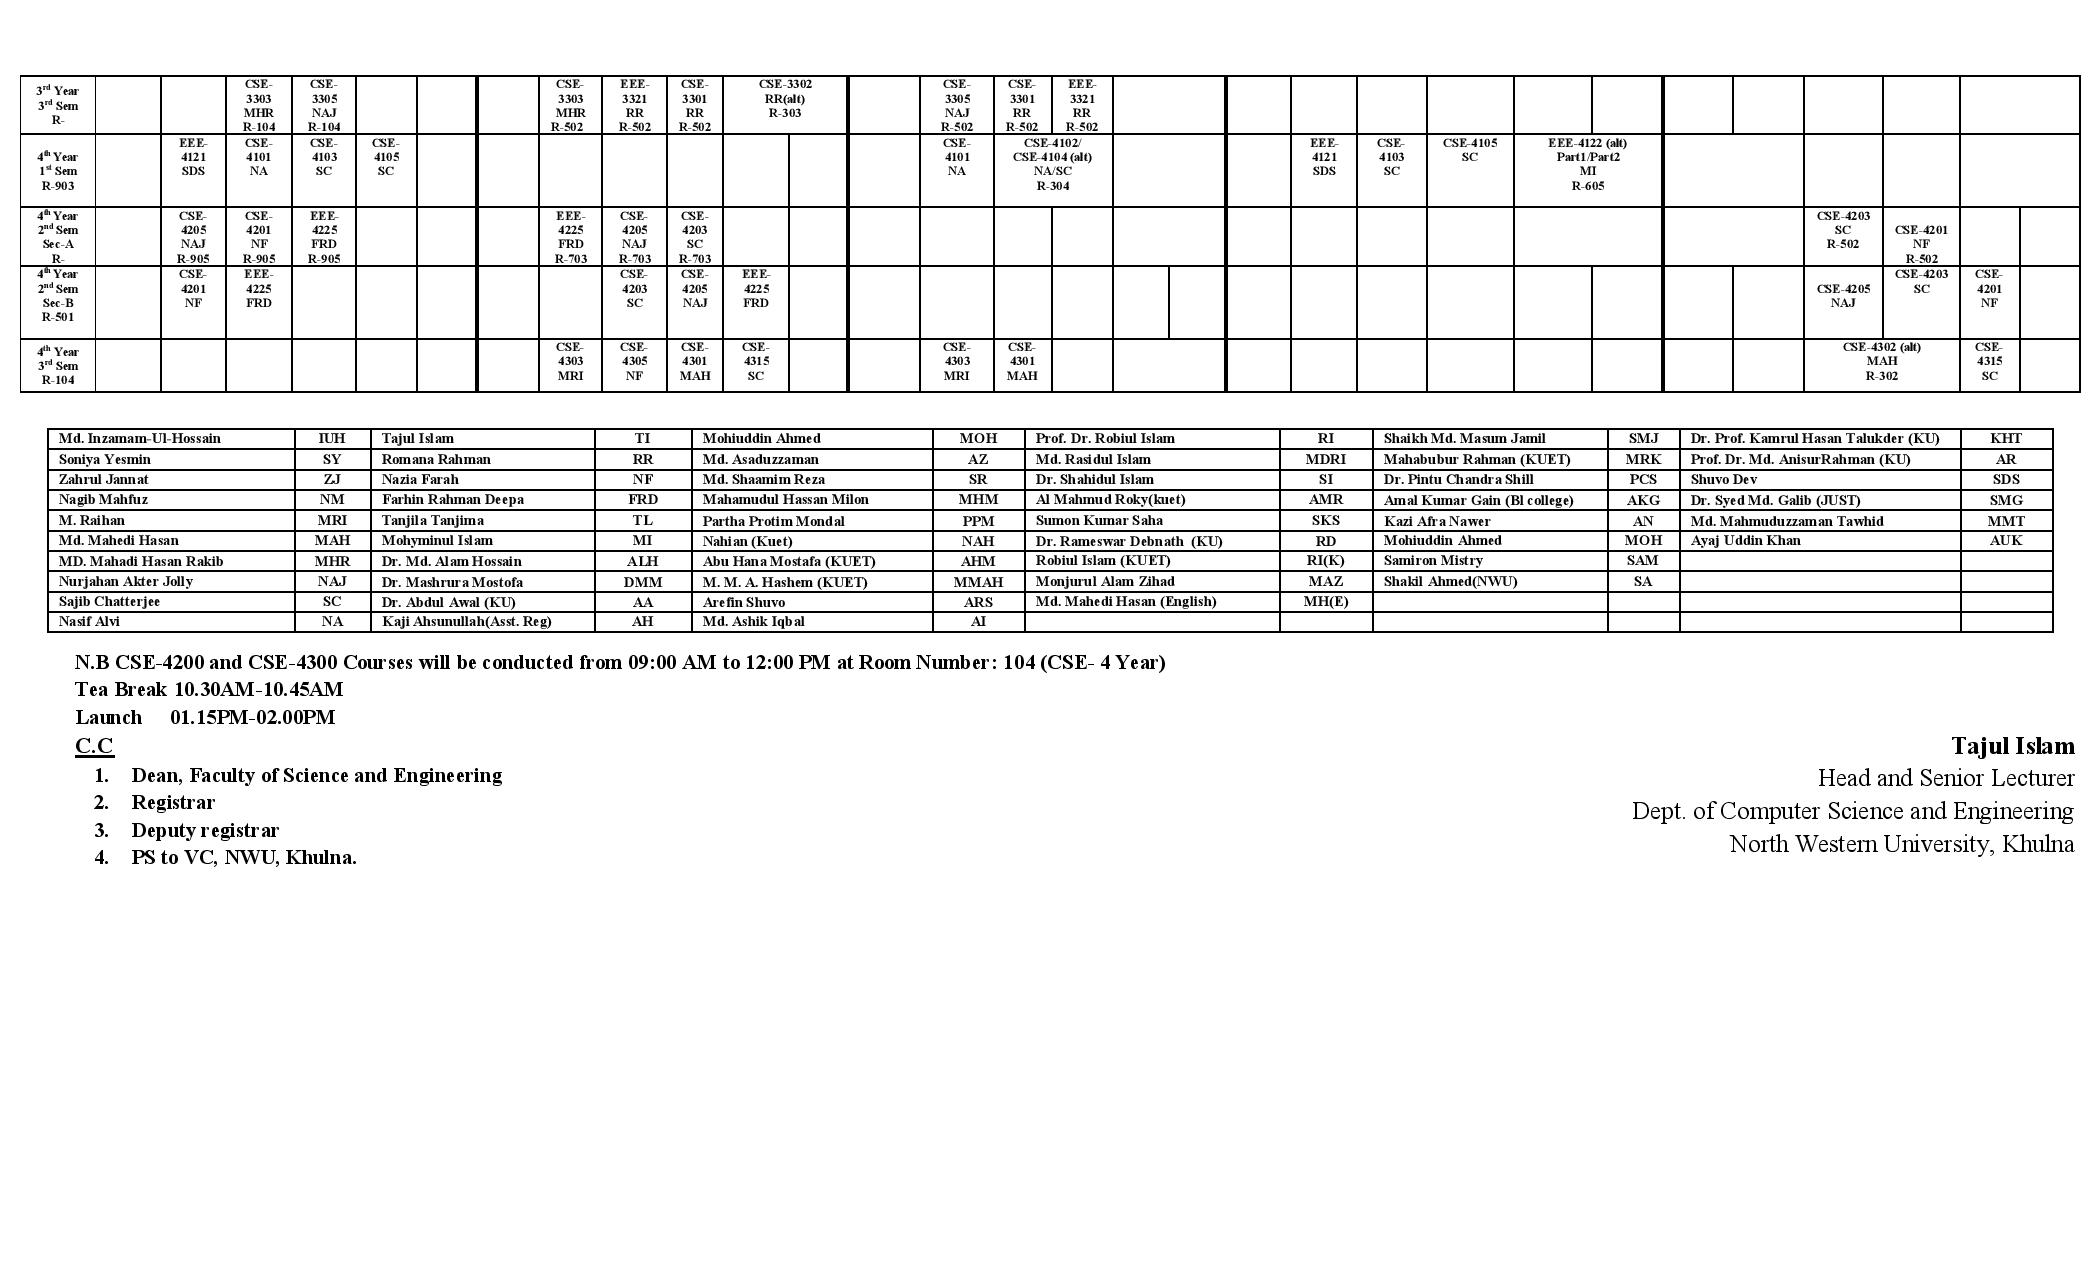 3rd Year
3rd Sem
R-
CSE-
3303
MHR
R-104
CSE-
3305
NAJ
R-104
CSE-
3303
MHR
R-502
EEE-
3321
RR
R-502
CSE-
3301
RR
R-502
CSE-3302
RR(alt)
R-303
CSE-
3305
NAJ
R-502
CSE-
3301
RR
R-502
EEE-
3321
RR
R-502
4th Year
1st Sem
R-903
EEE-
4121
SDS
CSE-
4101
NA
CSE-
4103
SC
CSE-
4105
SC
CSE-
4101
NA
CSE-4102/
CSE-4104 (alt)
NA/SC
R-304
EEE-
4121
SDS
CSE-
4103
SC
CSE-4105
SC
EEE-4122 (alt)
Part1/Part2
MI
R-605
4th Year
2nd Sem
Sec-A
R-
CSE-
4205
NAJ
R-905
CSE-
4201
NF
R-905
EEE-
4225
FRD
R-905
EEE-
4225
FRD
R-703
CSE-
4205
NAJ
R-703
CSE-
4203
SC
R-703
CSE-4203
SC
R-502
CSE-4201
NF
R-502
4th Year
2nd Sem
Sec-B
R-501
CSE-
4201
NF
EEE-
4225
FRD
CSE-
4203
SC
CSE-
4205
NAJ
EEE-
4225
FRD
CSE-4205
NAJ
CSE-4203
SC
CSE-
4201
NF
4th Year
3rd Sem
R-104
CSE-
4303
MRI
CSE-
4305
NF
CSE-
4301
MAH
CSE-
4315
SC
CSE-
4303
MRI
CSE-
4301
MAH
CSE-4302 (alt)
MAH
R-302
CSE-
4315
SC
Md. Inzamam-Ul-Hossain IUH Tajul Islam TI Mohiuddin Ahmed MOH Prof. Dr. Robiul Islam RI Shaikh Md. Masum Jamil SMJ Dr. Prof. Kamrul Hasan Talukder (KU) KHT
Soniya Yesmin SY Romana Rahman RR Md. Asaduzzaman AZ Md. Rasidul Islam MDRI Mahabubur Rahman (KUET) MRK Prof. Dr. Md. AnisurRahman (KU) AR
Zahrul Jannat ZJ Nazia Farah NF Md. Shaamim Reza SR Dr. Shahidul Islam SI Dr. Pintu Chandra Shill PCS Shuvo Dev SDS
Nagib Mahfuz NM Farhin Rahman Deepa FRD Mahamudul Hassan Milon MHM Al Mahmud Roky(kuet) AMR Amal Kumar Gain (Bl college) AKG Dr. Syed Md. Galib (JUST) SMG
M. Raihan MRI Tanjila Tanjima TL Partha Protim Mondal PPM Sumon Kumar Saha SKS Kazi Afra Nawer AN Md. Mahmuduzzaman Tawhid MMT
Md. Mahedi Hasan MAH Mohyminul Islam MI Nahian (Kuet) NAH Dr. Rameswar Debnath (KU) RD Mohiuddin Ahmed MOH Ayaj Uddin Khan AUK
MD. Mahadi Hasan Rakib MHR Dr. Md. Alam Hossain ALH Abu Hana Mostafa (KUET) AHM Robiul Islam (KUET) RI(K) Samiron Mistry SAM
Nurjahan Akter Jolly NAJ Dr. Mashrura Mostofa DMM M. M. A. Hashem (KUET) MMAH Monjurul Alam Zihad MAZ Shakil Ahmed(NWU) SA
Sajib Chatterjee SC Dr. Abdul Awal (KU) AA Arefin Shuvo ARS Md. Mahedi Hasan (English) MH(E)
Nasif Alvi NA Kaji Ahsunullah(Asst. Reg) AH Md. Ashik Iqbal AI
N.B CSE-4200 and CSE-4300 Courses will be conducted from 09:00 AM to 12:00 PM at Room Number: 104 (CSE- 4 Year)
Tea Break 10.30AM-10.45AM
Launch 01.15PM-02.00PM
C.C
1. Dean, Faculty of Science and Engineering
2. Registrar
3. Deputy registrar
4. PS to VC, NWU, Khulna.
Tajul Islam
Head and Senior Lecturer
Dept. of Computer Science and Engineering
North Western University, Khulna